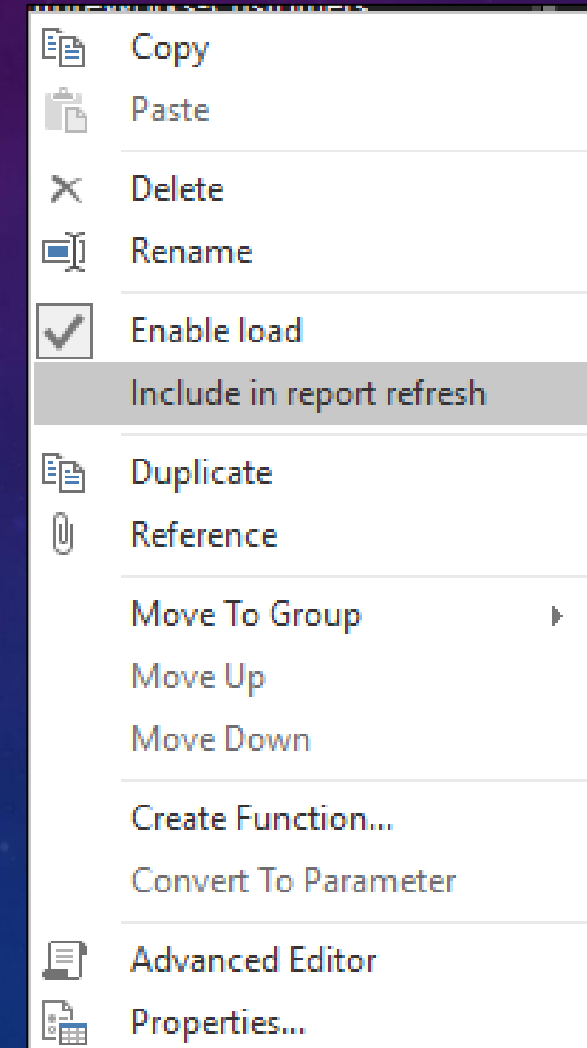 Copy
Paste
Delete
Rename
Enable load
Include in report refresh
Duplicate
Reference
Move To Group
Move Up
Move Down
Create Function...
Convert To Parameter
Advanced Editor
Properties...